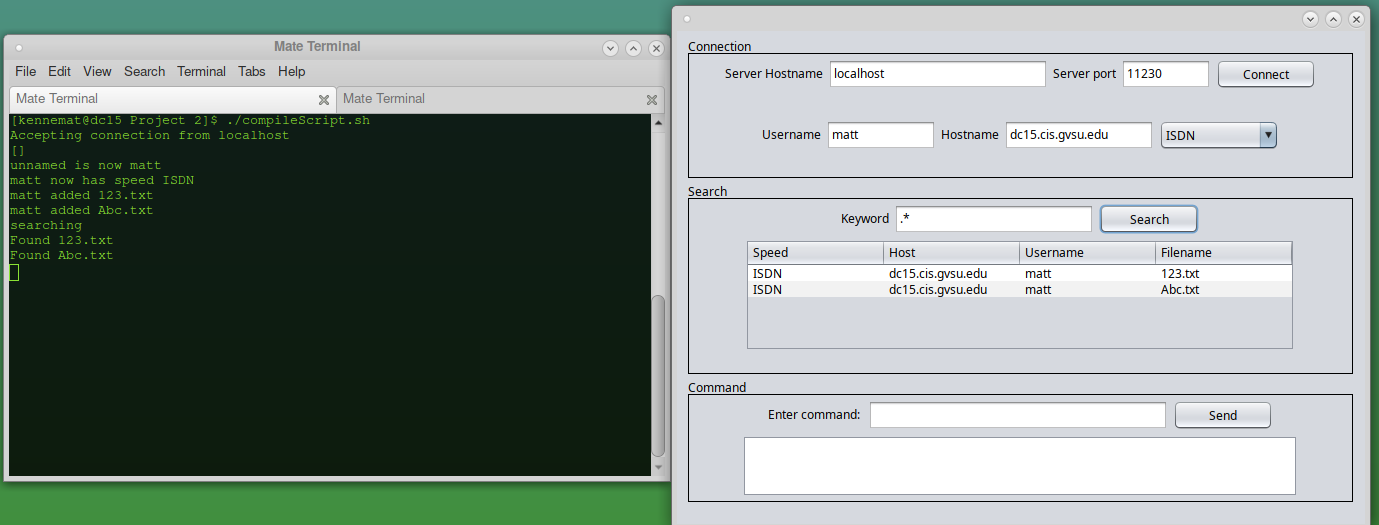 Mate Terminal
File Edit View Search Terminal Tabs Help
Mate Terminal Mate Terminal
[kennemat@dc15 Project 2]$ ./compileScript.sh
Accepting connection from localhost
[]
unnamed is now matt
matt now has speed ISDN
matt added 123.txt
matt added Abc.txt
searching
Found 123.txt
Found Abc.txt
Connection
Server Hostname localhost Server port 11230 Connect
Username matt Hostname dc15.cis.gvsu.edu ISDN
Search
Keyword .* Search
Speed Host Username Filename
ISDN dc15.cis.gvsu.edu matt 123.txt
ISDN dc15.cis.gvsu.edu matt Abc.txt
Command
Enter command: Send